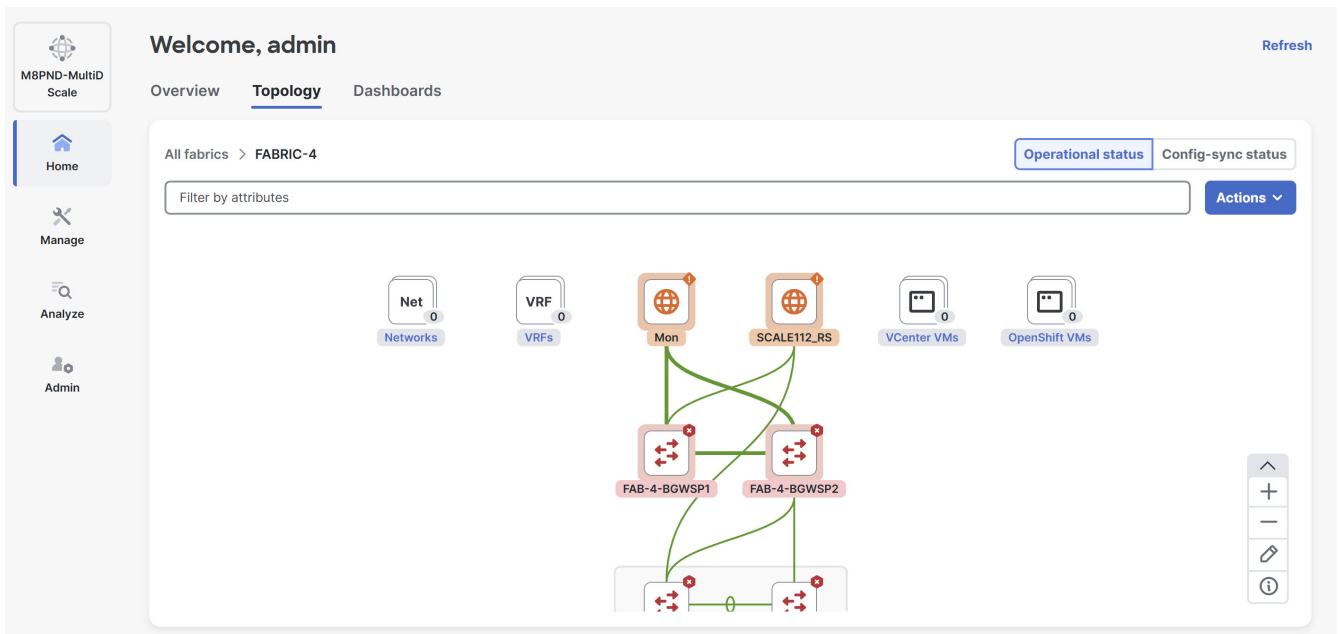 M8PND-MultiD
Scale
Home
Manage
Analyze
Admin
Welcome, admin
Refresh
Overview
Topology
Dashboards
All fabrics > FABRIC-4
Operational status
Config-sync status
Filter by attributes
Actions
Net
0
Networks
VRF
0
VRFs
Mon
SCALE112_RS
0
VCenter VMs
0
OpenShift VMs
FAB-4-BGWSP1
FAB-4-BGWSP2